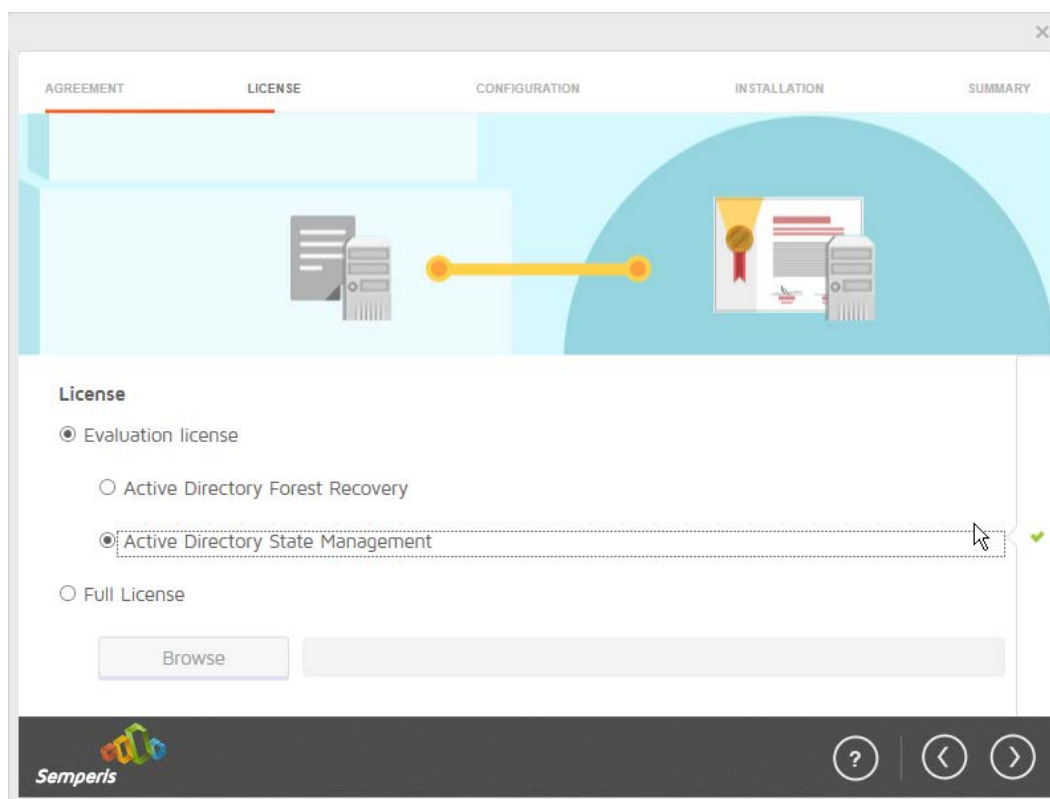 AGREEMENT LICENSE CONFIGURATION INSTALLATION SUMMARY
License
Evaluation license
Active Directory Forest Recovery
Active Directory State Management
Full License
Browse
Semperis
?